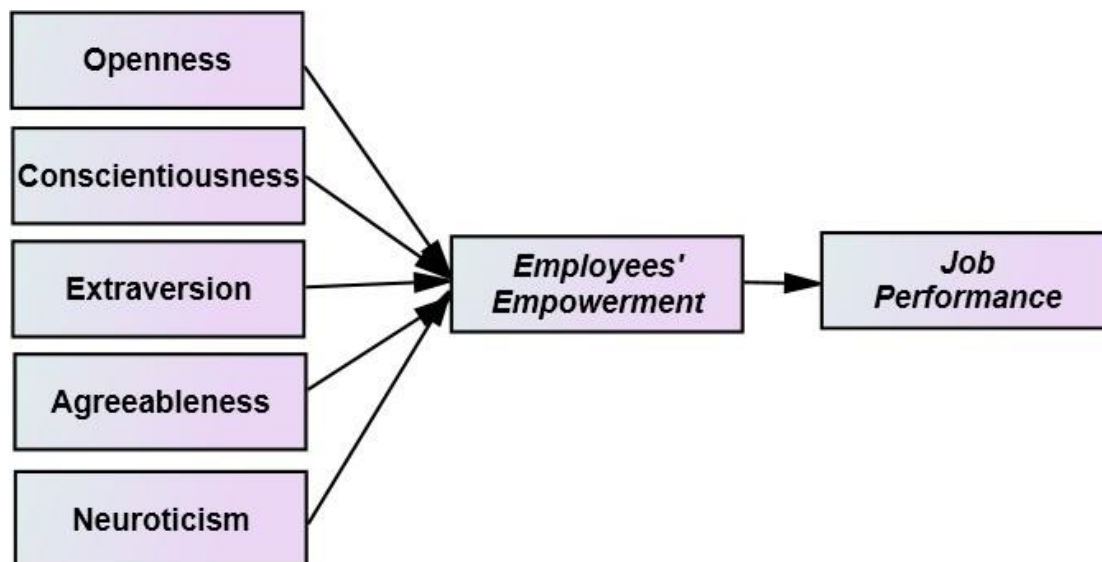 Openness
Conscientiousness
Extraversion
Agreeableness
Neuroticism
Employees'
Empowerment
Job
Performance